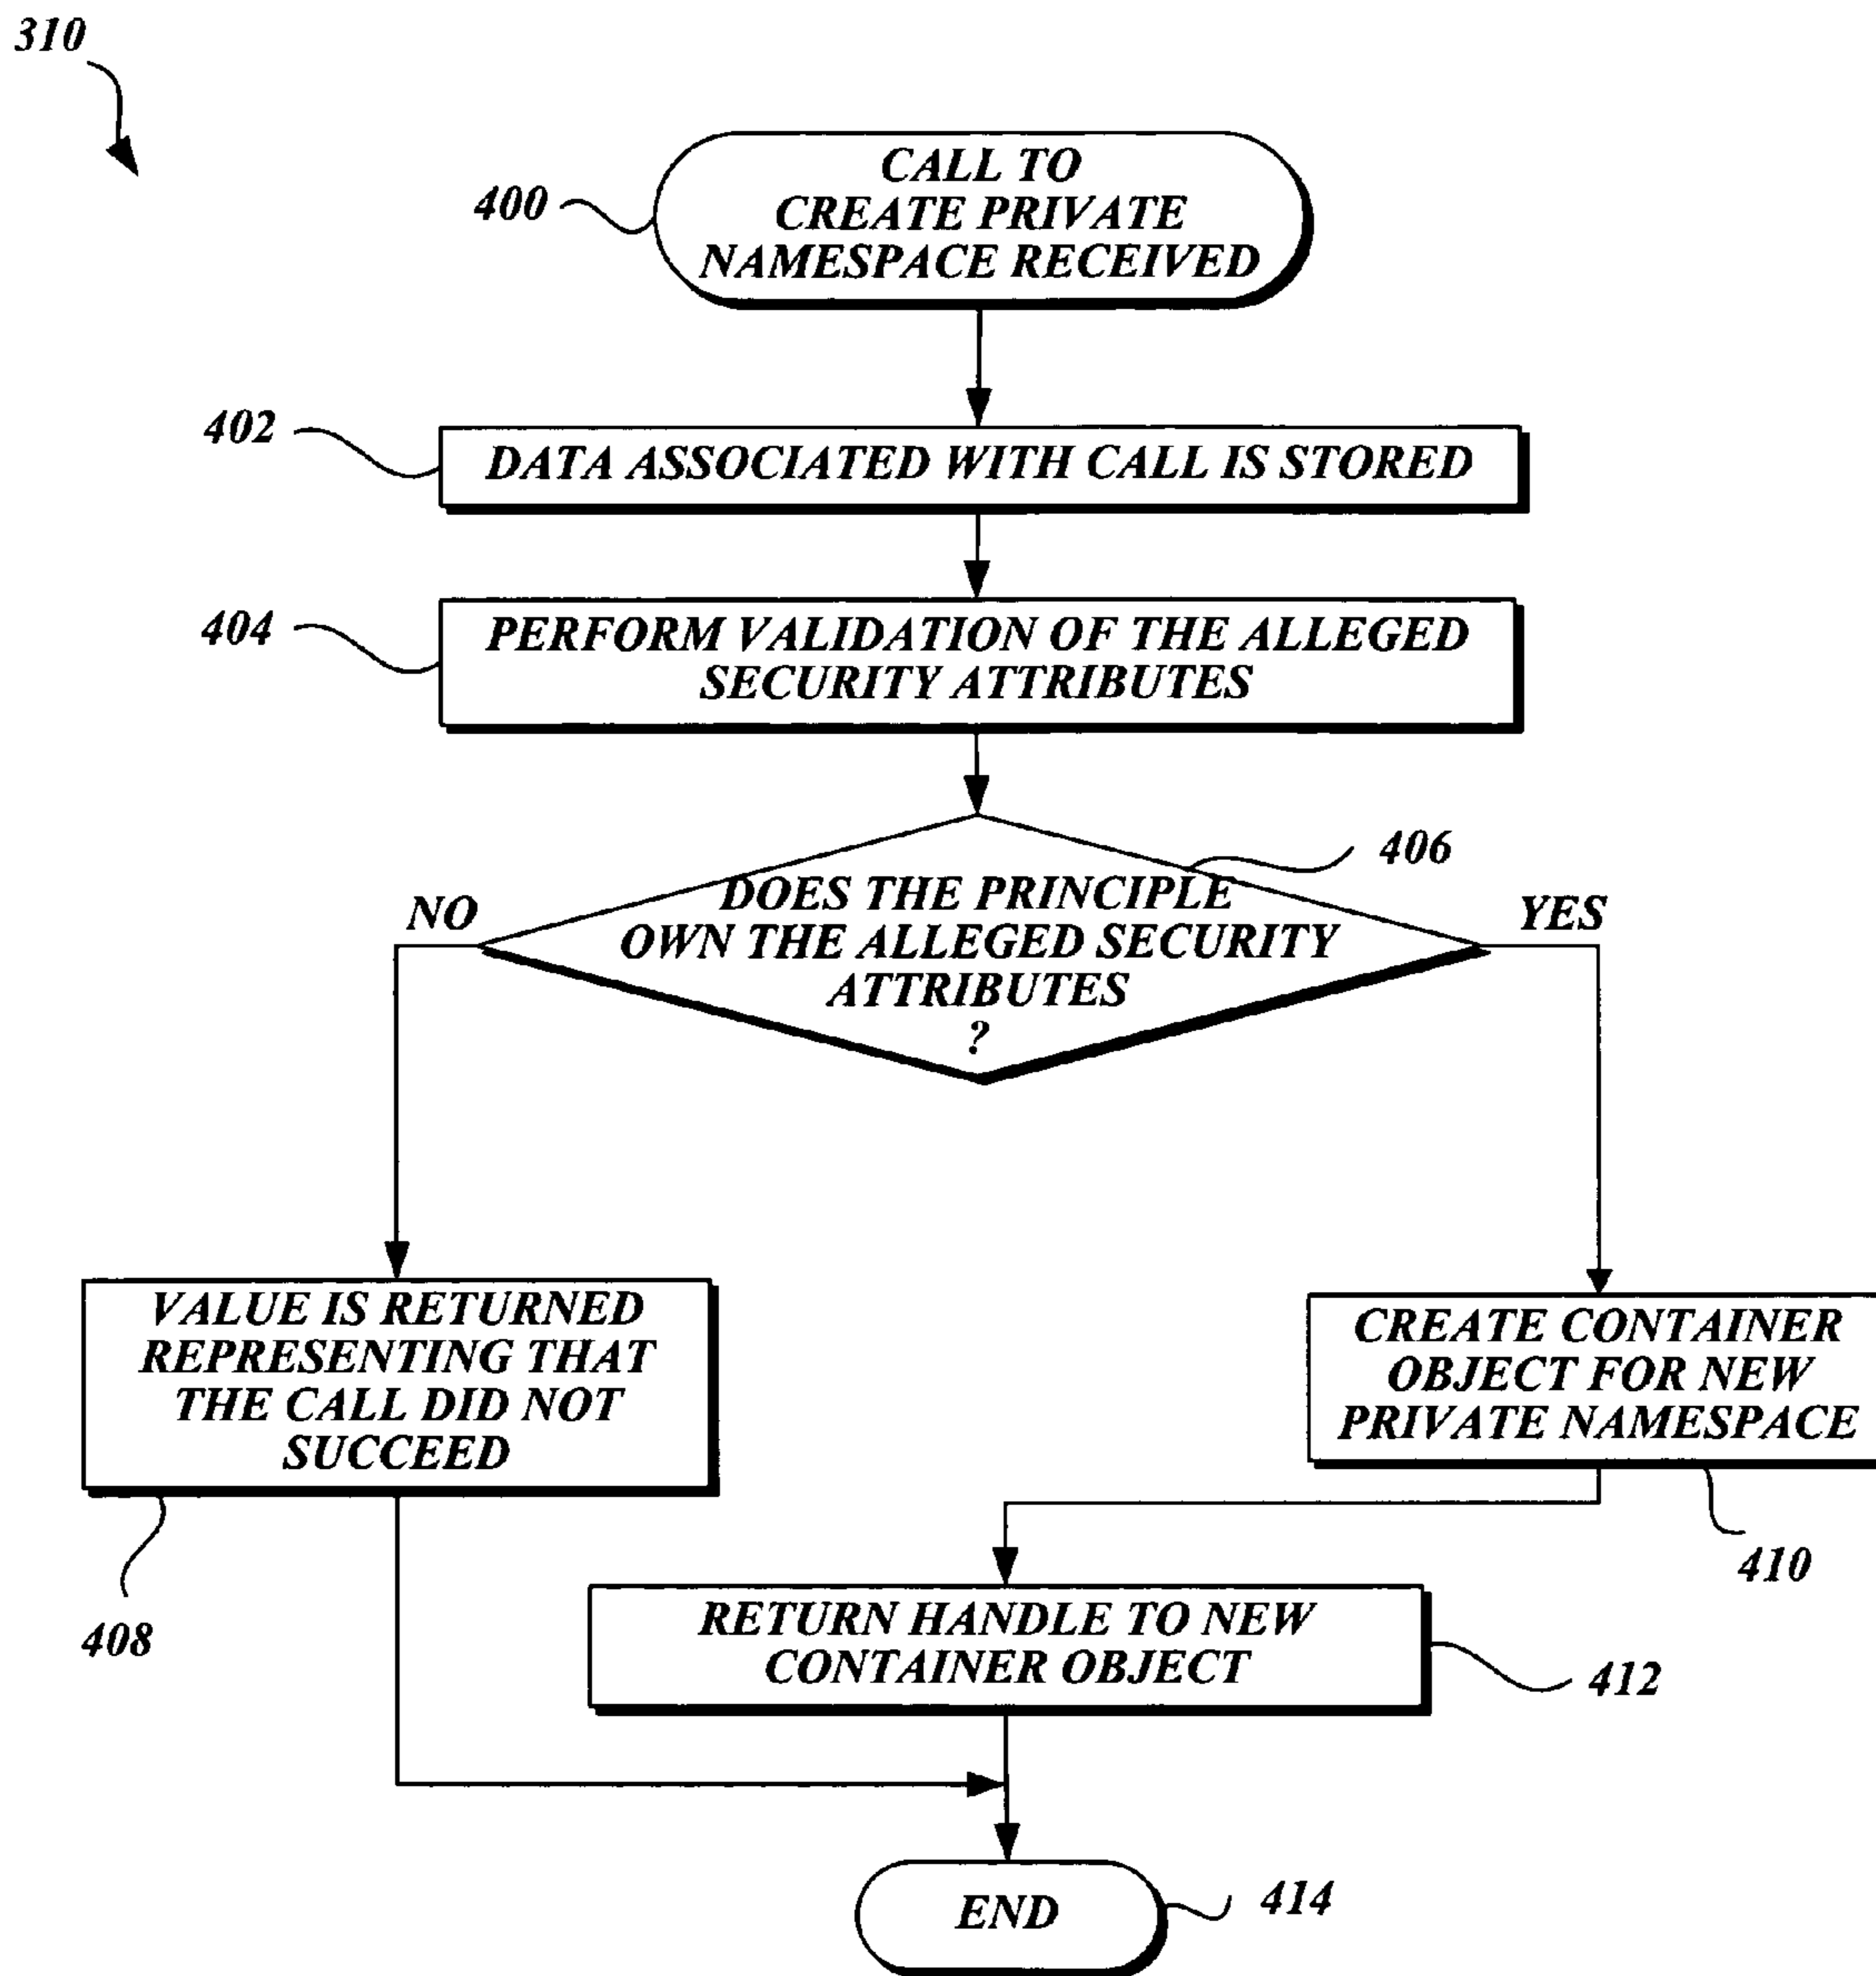 310
400
CALL TO
CREATE PRIVATE
NAMESPACE RECEIVED
402
DATA ASSOCIATED WITH CALL IS STORED
404
PERFORM VALIDATION OF THE ALLEGED
SECURITY ATTRIBUTES
406
DOES THE PRINCIPLE
OWN THE ALLEGED SECURITY
ATTRIBUTES
?
NO
YES
VALUE IS RETURNED
REPRESENTING THAT
THE CALL DID NOT
SUCCEED
408
CREATE CONTAINER
OBJECT FOR NEW
PRIVATE NAMESPACE
410
RETURN HANDLE TO NEW
CONTAINER OBJECT
412
END
414